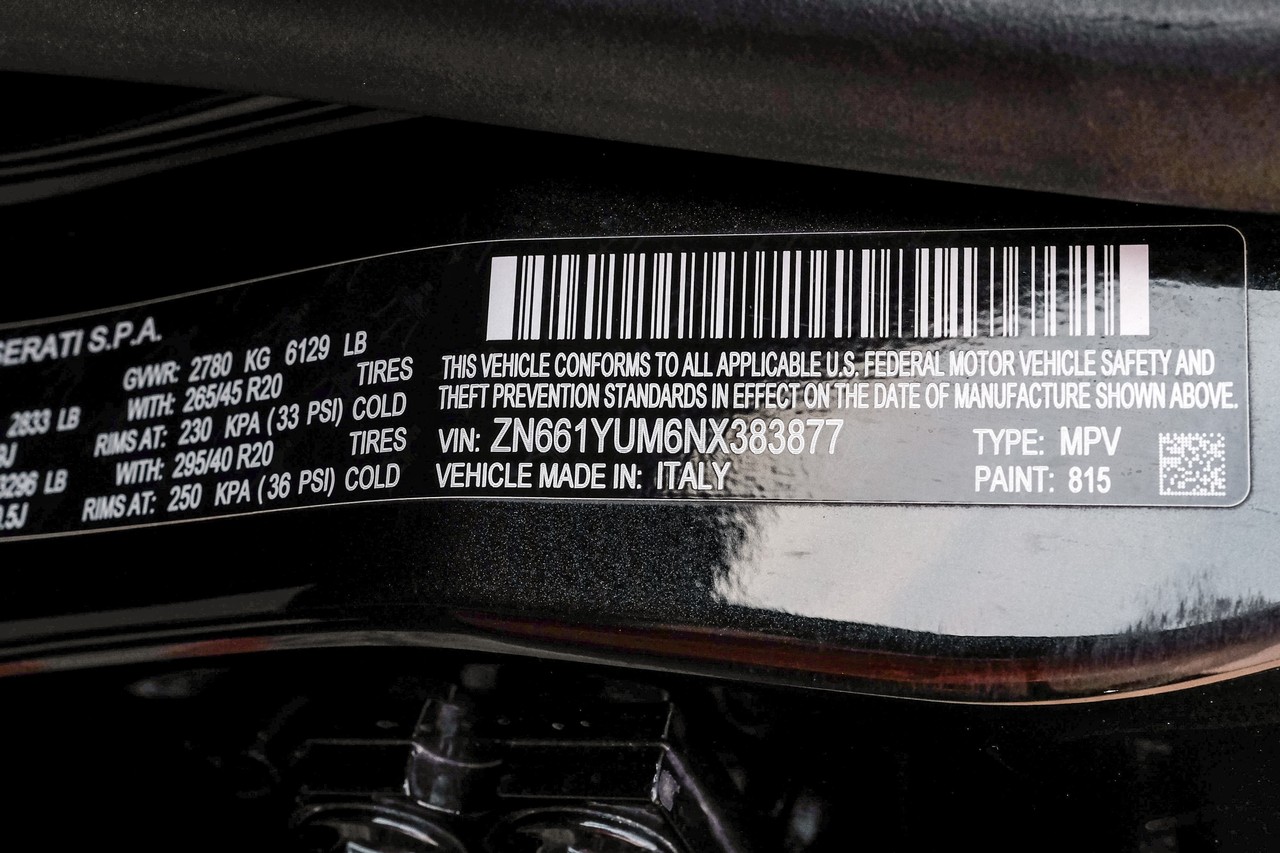 SERATI S.P.A.
GVWR: 2780 KG 6129 LB
2833 LB WITH: 265/45 R20 TIRES
RIMS AT: 230 KPA (33 PSI) COLD
3296 LB WITH: 295/40 R20 TIRES
.5J RIMS AT: 250 KPA (36 PSI) COLD
THIS VEHICLE CONFORMS TO ALL APPLICABLE U.S. FEDERAL MOTOR VEHICLE SAFETY AND
THEFT PREVENTION STANDARDS IN EFFECT ON THE DATE OF MANUFACTURE SHOWN ABOVE.
VIN: ZN661YUM6NX383877 TYPE: MPV
VEHICLE MADE IN: ITALY PAINT: 815